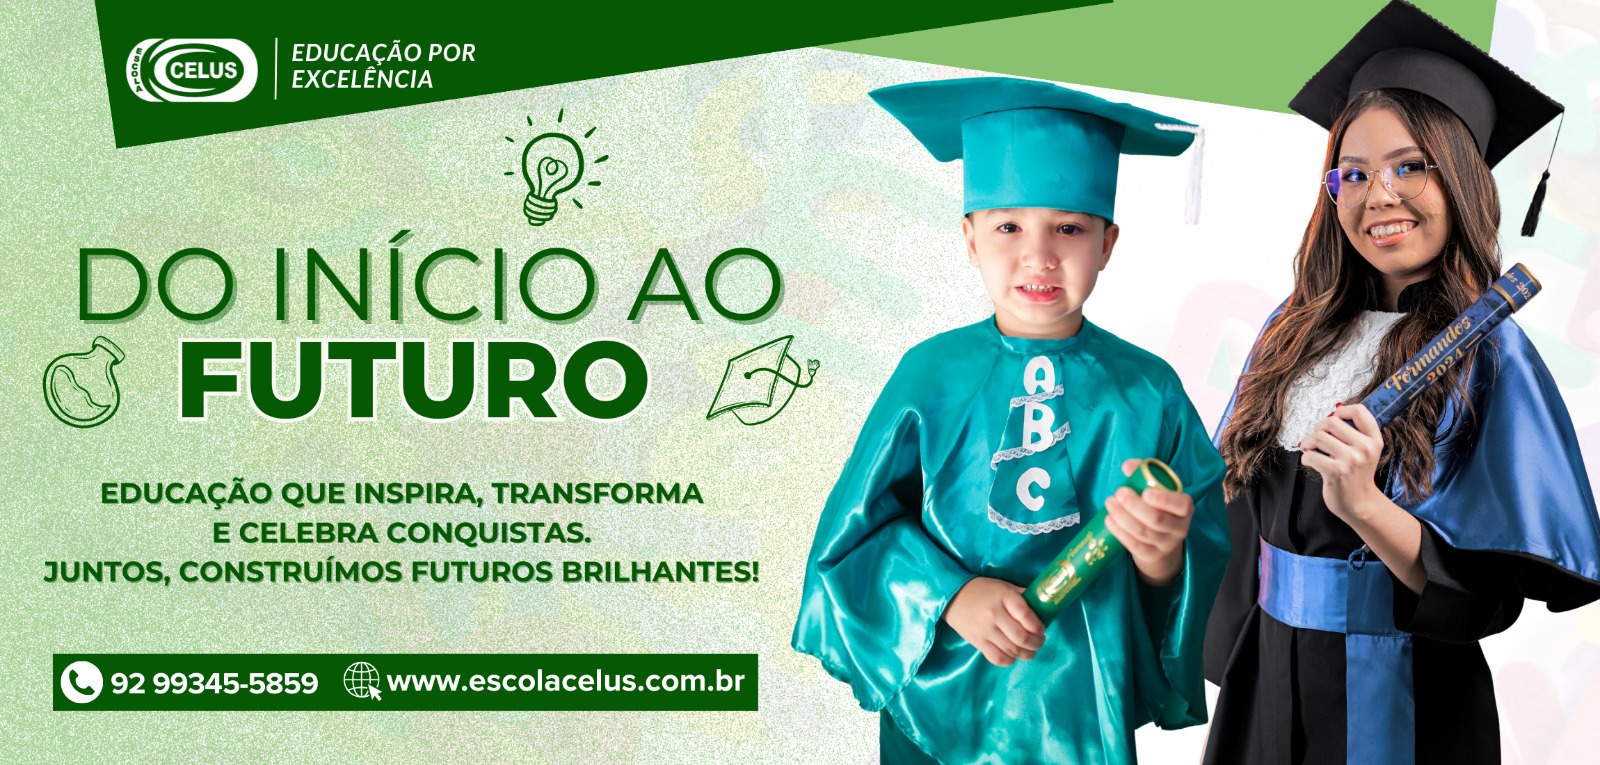 ESCOLA
CELUS
EDUCAÇÃO POR
EXCELÊNCIA
DO INÍCIO AO
FUTURO
EDUCAÇÃO QUE INSPIRA, TRANSFORMA
E CELEBRA CONQUISTAS.
JUNTOS, CONSTRUÍMOS FUTUROS BRILHANTES!
92 99345-5859
www.escolacelus.com.br
A
B
C
Formandos
2024